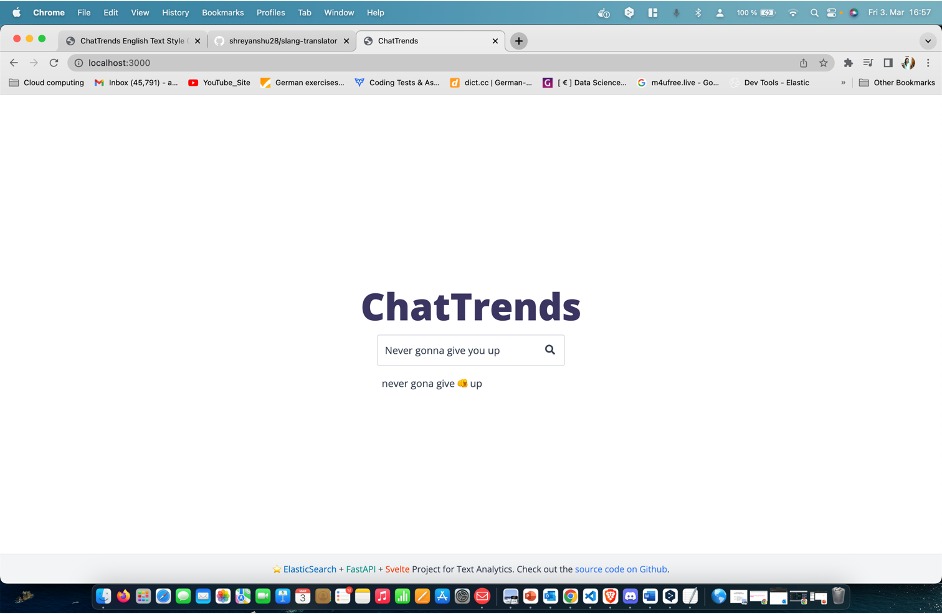 Chrome File Edit View History Bookmarks Profiles Tab Window Help 100 % Fri 3. Mar 16:57
ChatTrends English Text Style shreyanshu28/slang-translator ChatTrends
localhost:3000
Cloud computing Inbox (45,791) - a... YouTube_Site German exercises... Coding Tests & As... dict.cc | German-... [ € ] Data Science... m4ufree.live - Go... Dev Tools - Elastic » Other Bookmarks
ChatTrends
Never gonna give you up
never gona give 🫵 up
⭐ ElasticSearch + FastAPI + Svelte Project for Text Analytics. Check out the source code on Github.